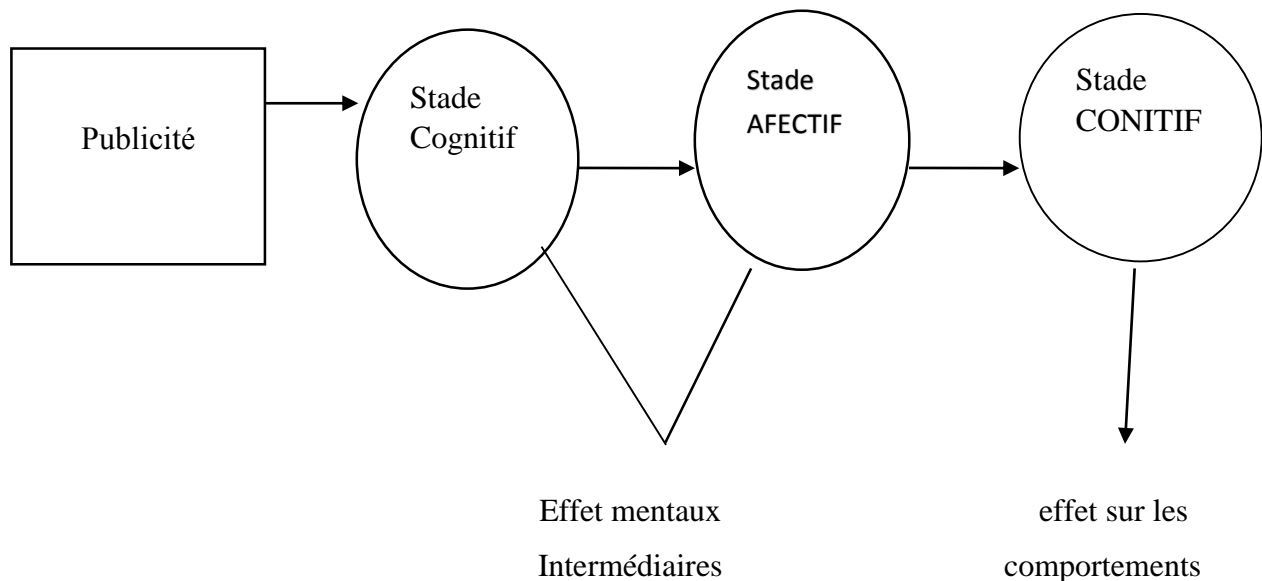 Publicité
Stade
Cognitif
Stade
AFECTIF
Stade
CONITIF
Effet mentaux
Intermédiaires
effet sur les
comportements